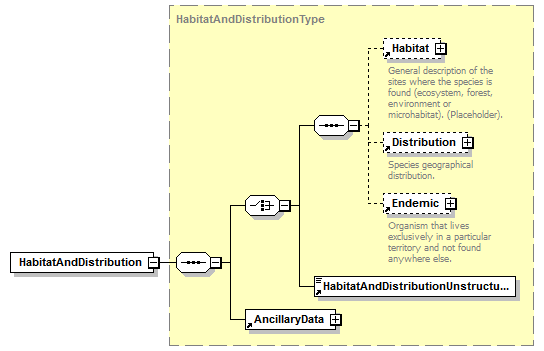 HabitatAndDistributionType
Habitat
General description of the
sites where the species is
found (ecosystem, forest,
environment or
microhabitat). (Placeholder).
Distribution
Species geographical
distribution.
Endemic
Organism that lives
exclusively in a particular
territory and not found
anywhere else.
HabitatAndDistribution
HabitatAndDistributionUnstructu...
AncillaryData